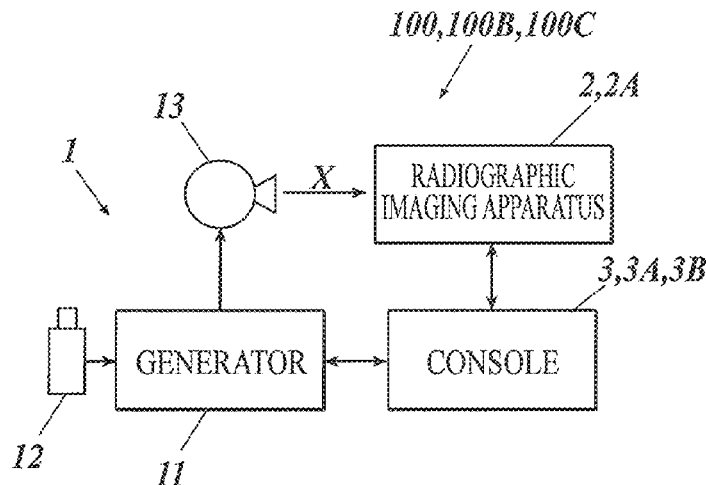 100,100B,100C
2,2A
13
1
X
RADIOGRAPHIC
IMAGING APPARATUS
3,3A,3B
GENERATOR
CONSOLE
12
11